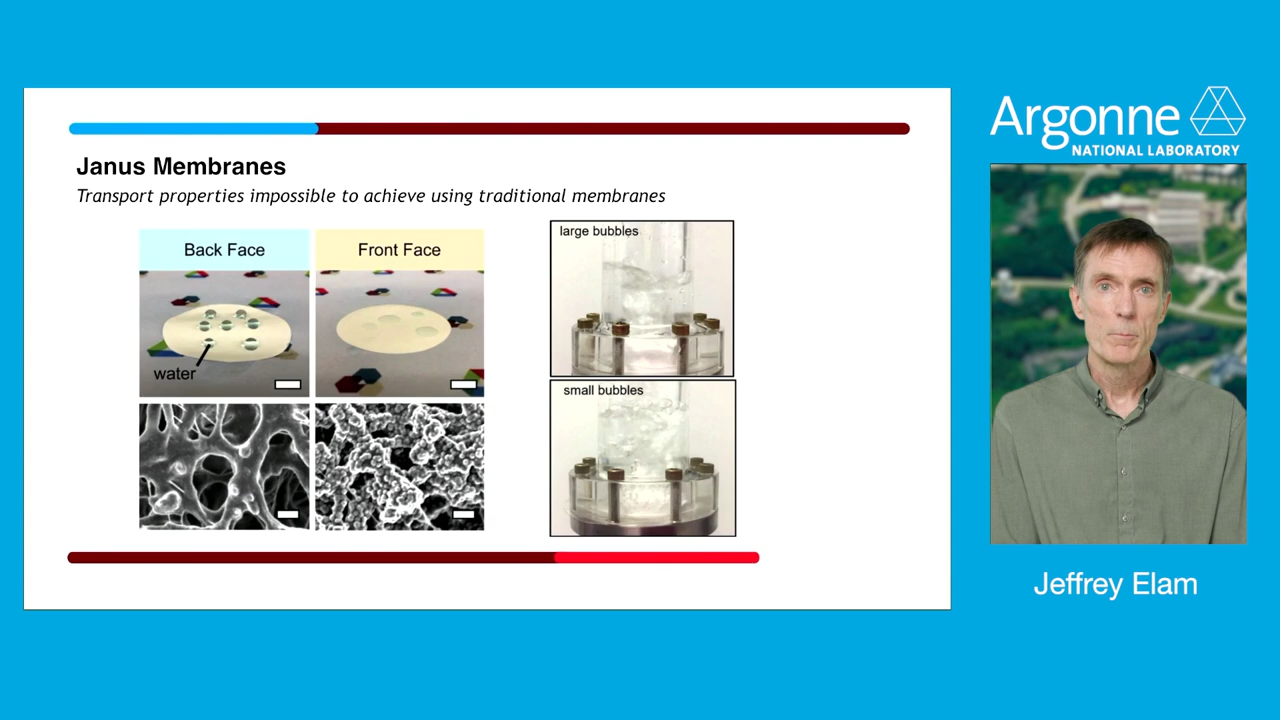 Janus Membranes
Transport properties impossible to achieve using traditional membranes
Back Face
Front Face
water
large bubbles
small bubbles
Argonne
NATIONAL LABORATORY
Jeffrey Elam